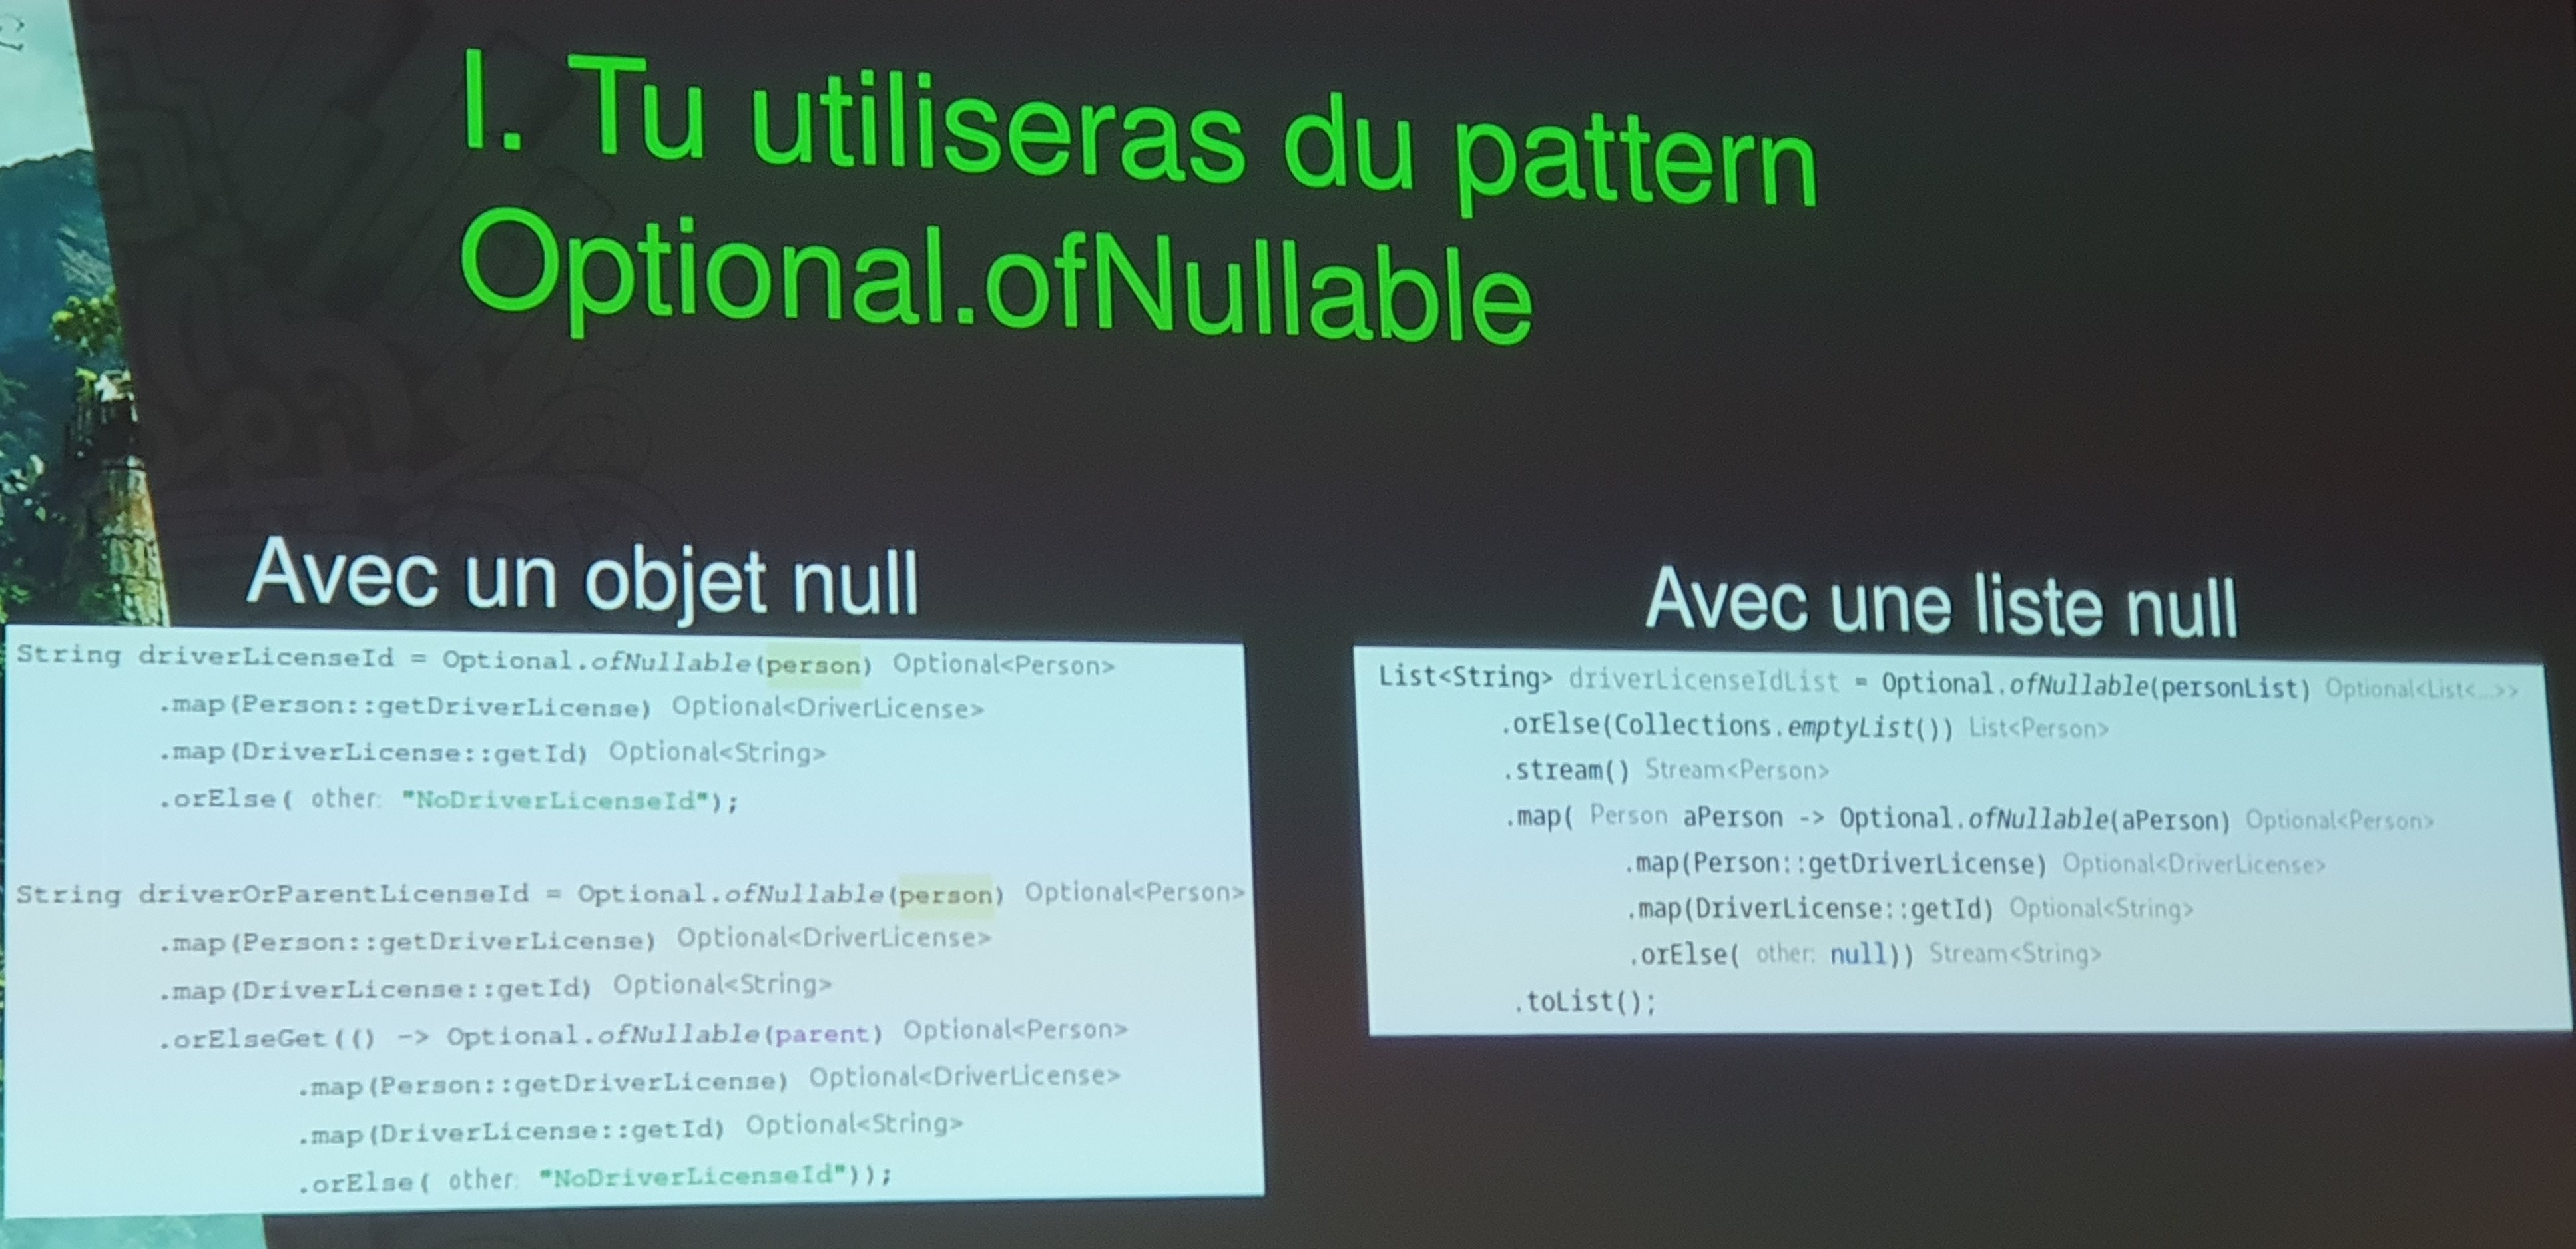 I. Tu utiliseras du pattern
Optional.ofNullable
Avec un objet null
String driverLicenseId = Optional.ofNullable(person) Optional<Person>
.map(Person::getDriverLicense) Optional<DriverLicense>
.map(DriverLicense::getId) Optional<String>
.orElse( other: "NoDriverLicenseId");
String driverOrParentLicenseId = Optional.ofNullable(person) Optional<Person>
.map(Person::getDriverLicense) Optional<DriverLicense>
.map(DriverLicense::getId) Optional<String>
.orElseGet(() -> Optional.ofNullable(parent) Optional<Person>
.map(Person::getDriverLicense) Optional<DriverLicense>
.map(DriverLicense::getId) Optional<String>
.orElse( other: "NoDriverLicenseId"));
Avec une liste null
List<String> driverLicenseIdList = Optional.ofNullable(personList) Optional<List<...>>
.orElse(Collections.emptyList()) List<Person>
.stream() Stream<Person>
.map( Person aPerson -> Optional.ofNullable(aPerson) Optional<Person>
.map(Person::getDriverLicense) Optional<DriverLicense>
.map(DriverLicense::getId) Optional<String>
.orElse( other: null)) Stream<String>
.toList();